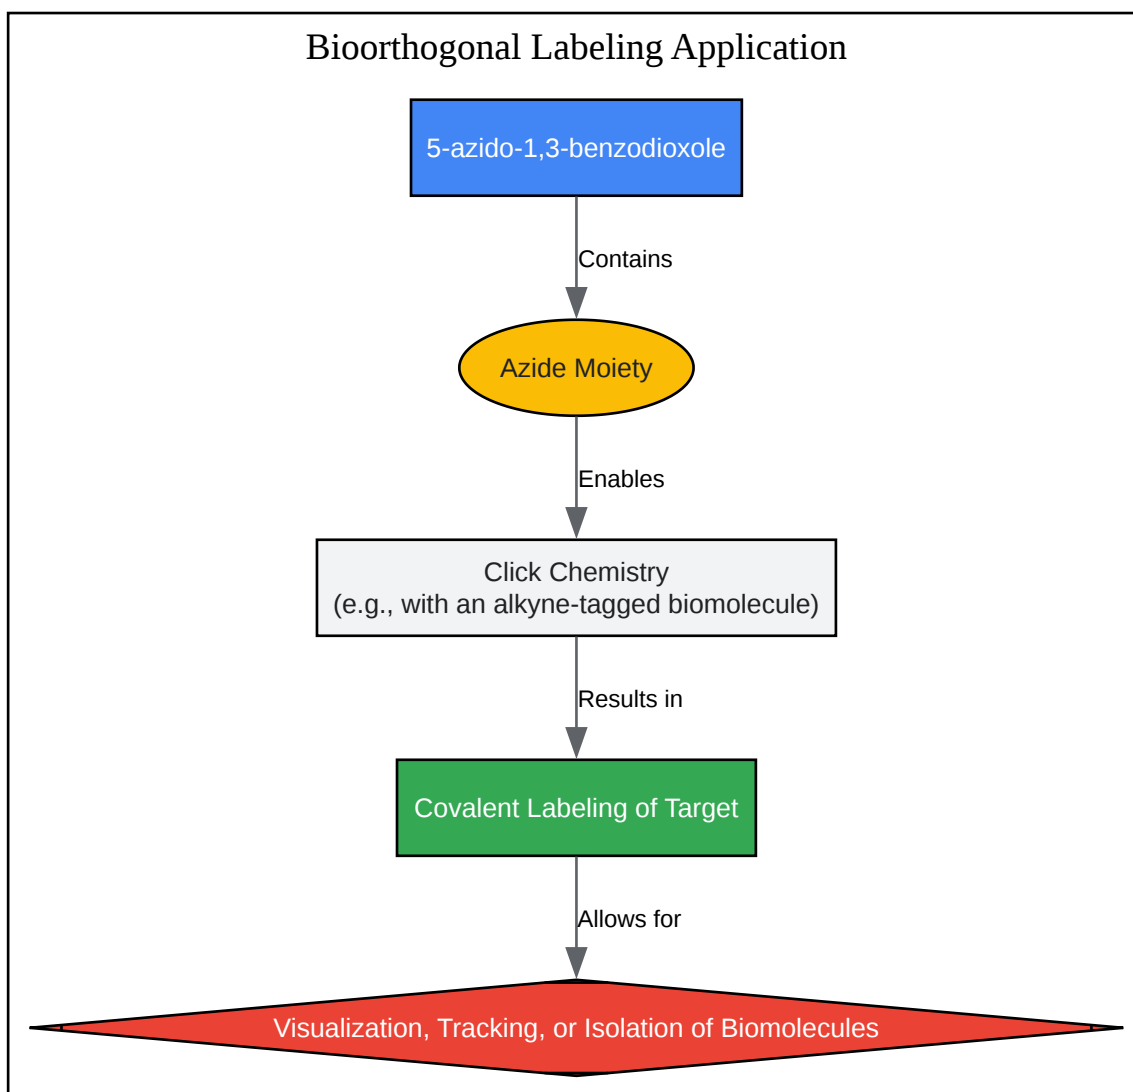 Bioorthogonal Labeling Application
5-azido-1,3-benzodioxole
Contains
Azide Moiety
Enables
Click Chemistry
(e.g., with an alkyne-tagged biomolecule)
Results in
Covalent Labeling of Target
Allows for
Visualization, Tracking, or Isolation of Biomolecules